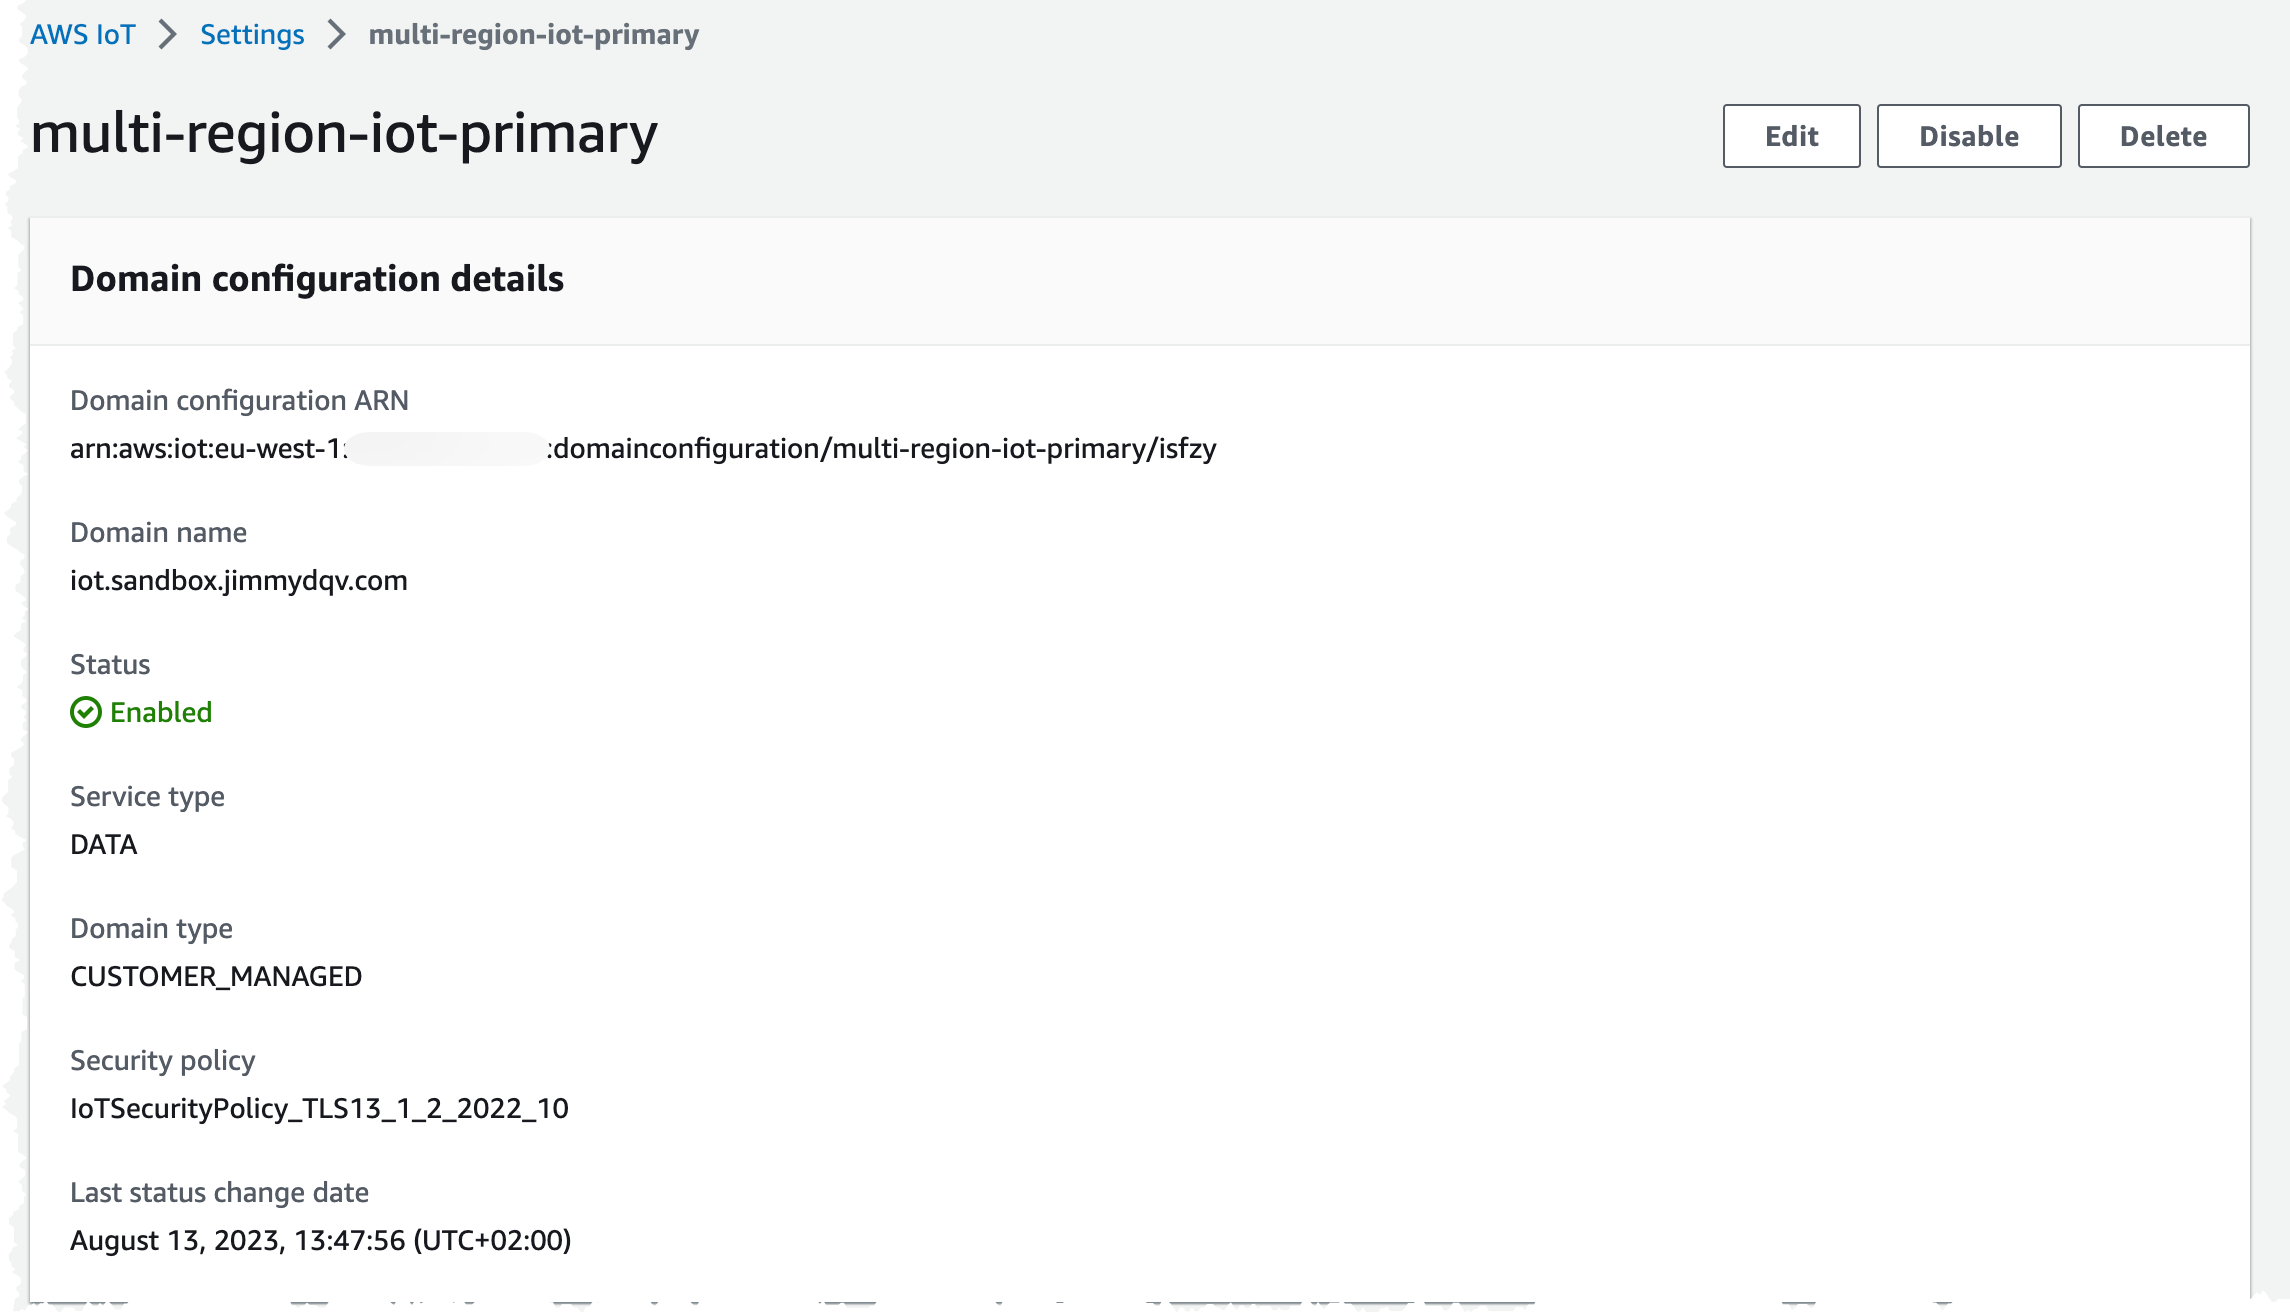 AWS IoT > Settings > multi-region-iot-primary
multi-region-iot-primary
Edit Disable Delete
Domain configuration details
Domain configuration ARN
arn:aws:iot:eu-west-1: :domainconfiguration/multi-region-iot-primary/isfzy
Domain name
iot.sandbox.jimmydqv.com
Status
Enabled
Service type
DATA
Domain type
CUSTOMER_MANAGED
Security policy
IoTSecurityPolicy_TLS13_1_2_2022_10
Last status change date
August 13, 2023, 13:47:56 (UTC+02:00)